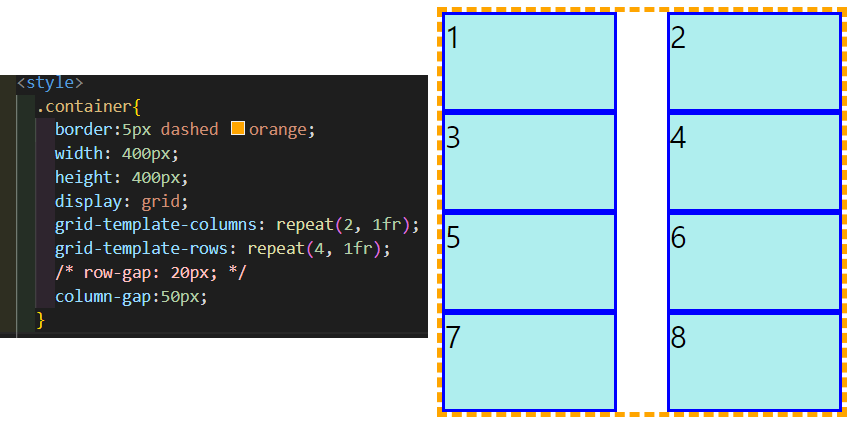 <style>
.container{
border:5px dashed orange;
width: 400px;
height: 400px;
display: grid;
grid-template-columns: repeat(2, 1fr);
grid-template-rows: repeat(4, 1fr);
/* row-gap: 20px; */
column-gap:50px;
}
1 2
3 4
5 6
7 8